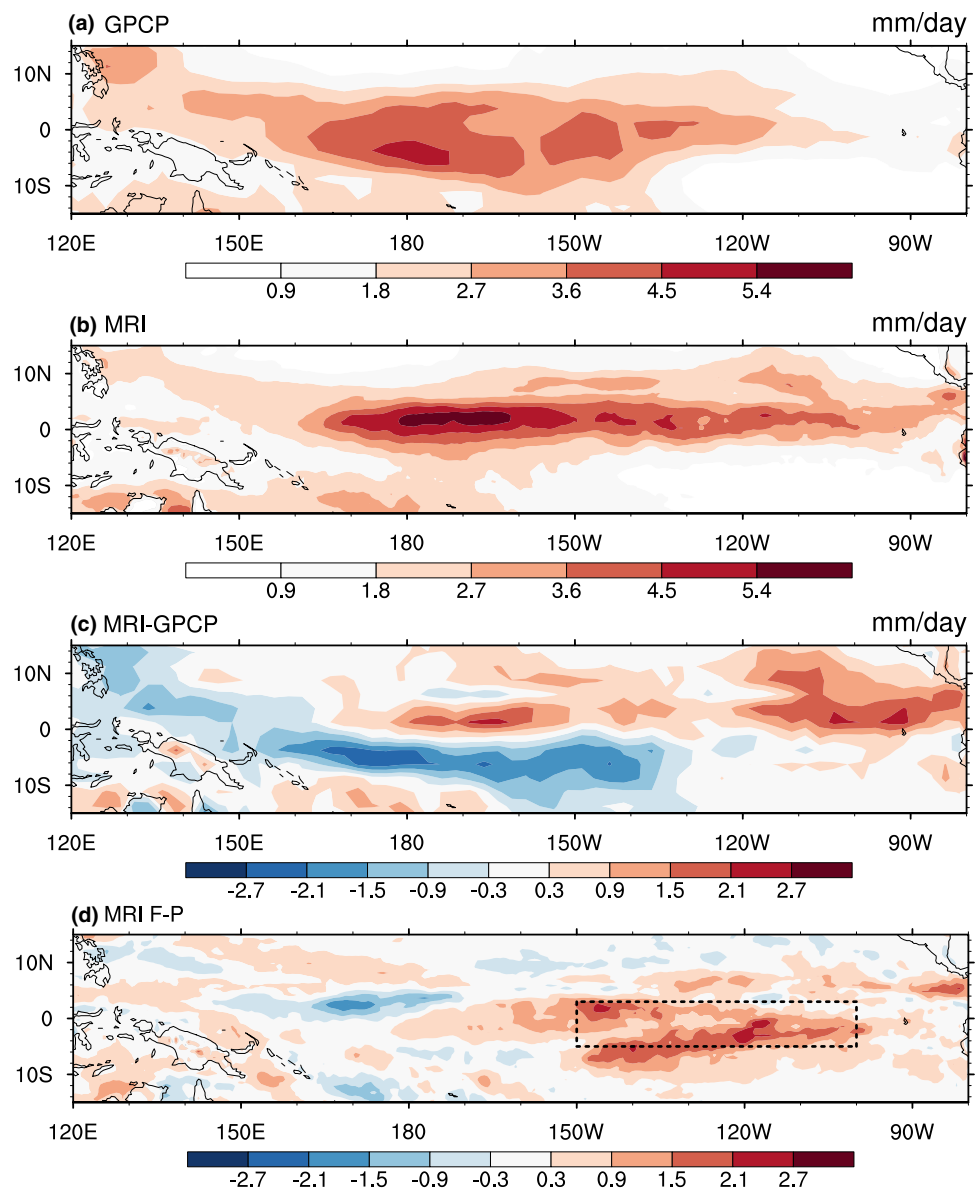 (a) GPCP mm/day
10N
0
10S
120E 150E 180 150W 120W 90W
0.9 1.8 2.7 3.6 4.5 5.4
(b) MRI mm/day
10N
0
10S
120E 150E 180 150W 120W 90W
0.9 1.8 2.7 3.6 4.5 5.4
(c) MRI-GPCP mm/day
10N
0
10S
120E 150E 180 150W 120W 90W
-2.7 -2.1 -1.5 -0.9 -0.3 0.3 0.9 1.5 2.1 2.7
(d) MRI F-P
10N
0
10S
120E 150E 180 150W 120W 90W
-2.7 -2.1 -1.5 -0.9 -0.3 0.3 0.9 1.5 2.1 2.7